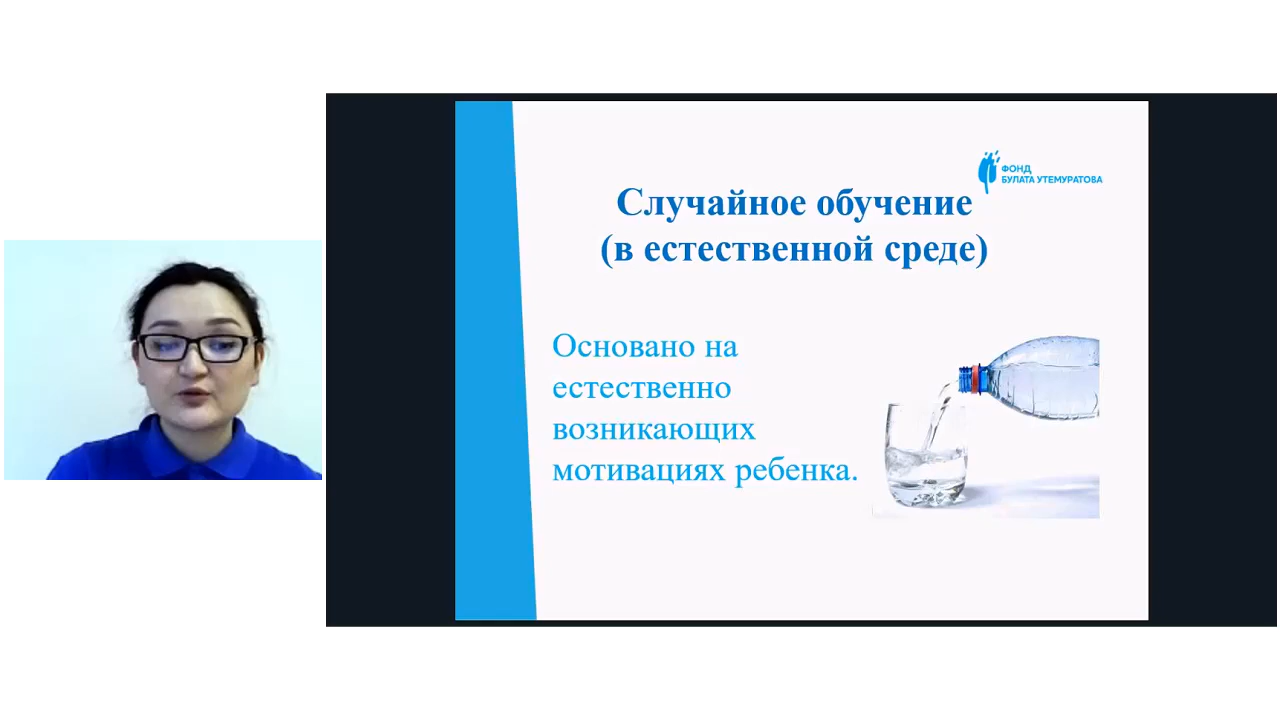 ФОНД
БУЛАТА УТЕМУРАТОВА
Случайное обучение
(в естественной среде)
Основано на
естественно
возникающих
мотивациях ребенка.